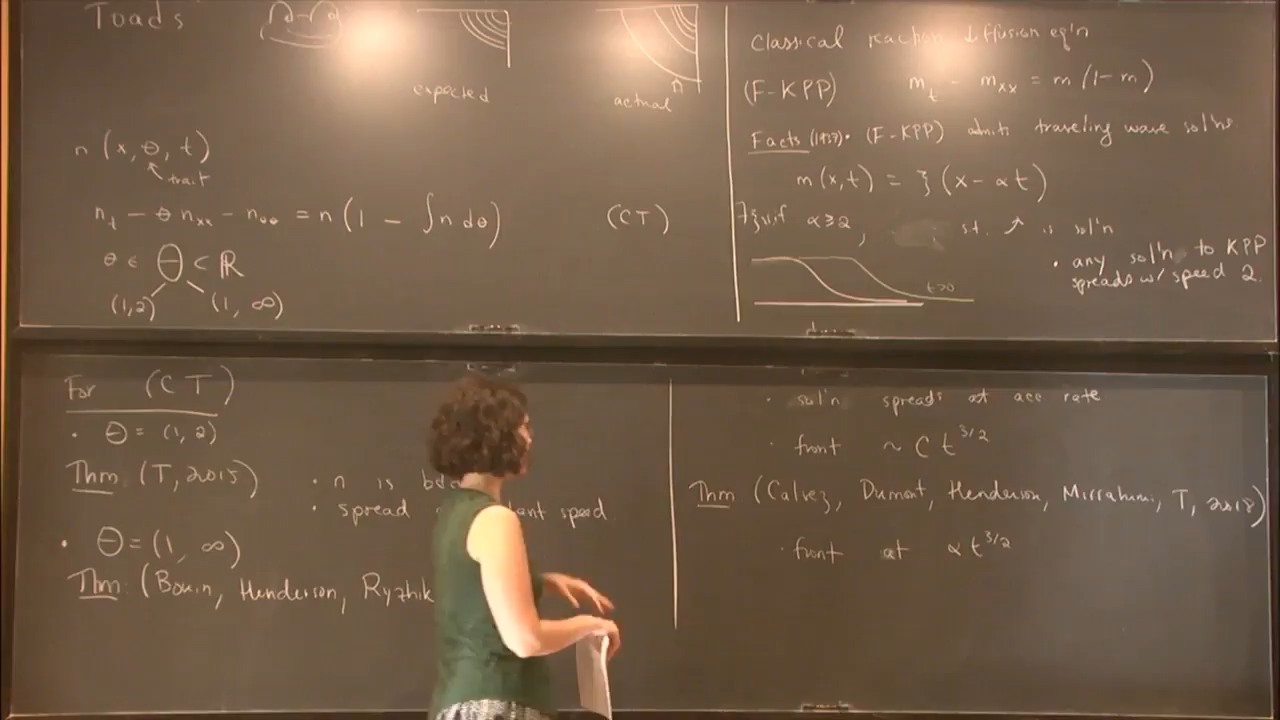 Toads
expected
actual
n (x, θ, t)
trait
n_t - θ n_xx - n_θθ = n (1 - ∫ n dθ) (CT)
θ ∈ Θ ⊂ ℝ
(1,2) (1, ∞)
Classical reaction diffusion eq'n
(F-KPP) m_t - m_xx = m (1-m)
Facts (1937)· (F-KPP) admits traveling wave sol'ns
m(x,t) = ξ (x - αt)
α ≥ 2, s.t. ↗ is sol'n
t>0
· any sol'n to KPP
spreads w/ speed 2.
For (CT)
· Θ = (1, 2)
Thm: (T, 2015) · n is bdd
· spread constant speed
· Θ = (1, ∞)
Thm: (Bouin, Henderson, Ryzhik
· sol'n spreads at acc rate
· front ~ C t^{3/2}
Thm (Calvez, Dumont, Henderson, Mirrahimi, T, 2018)
· front at α t^{3/2}